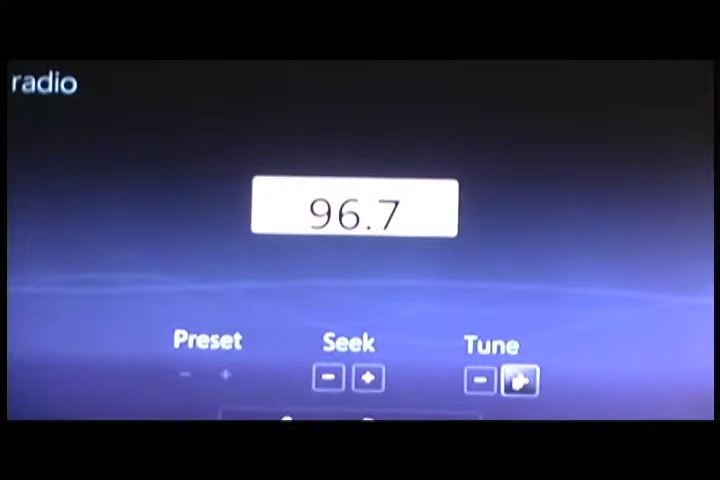 radio
96.7
Preset Seek Tune
- + - + -